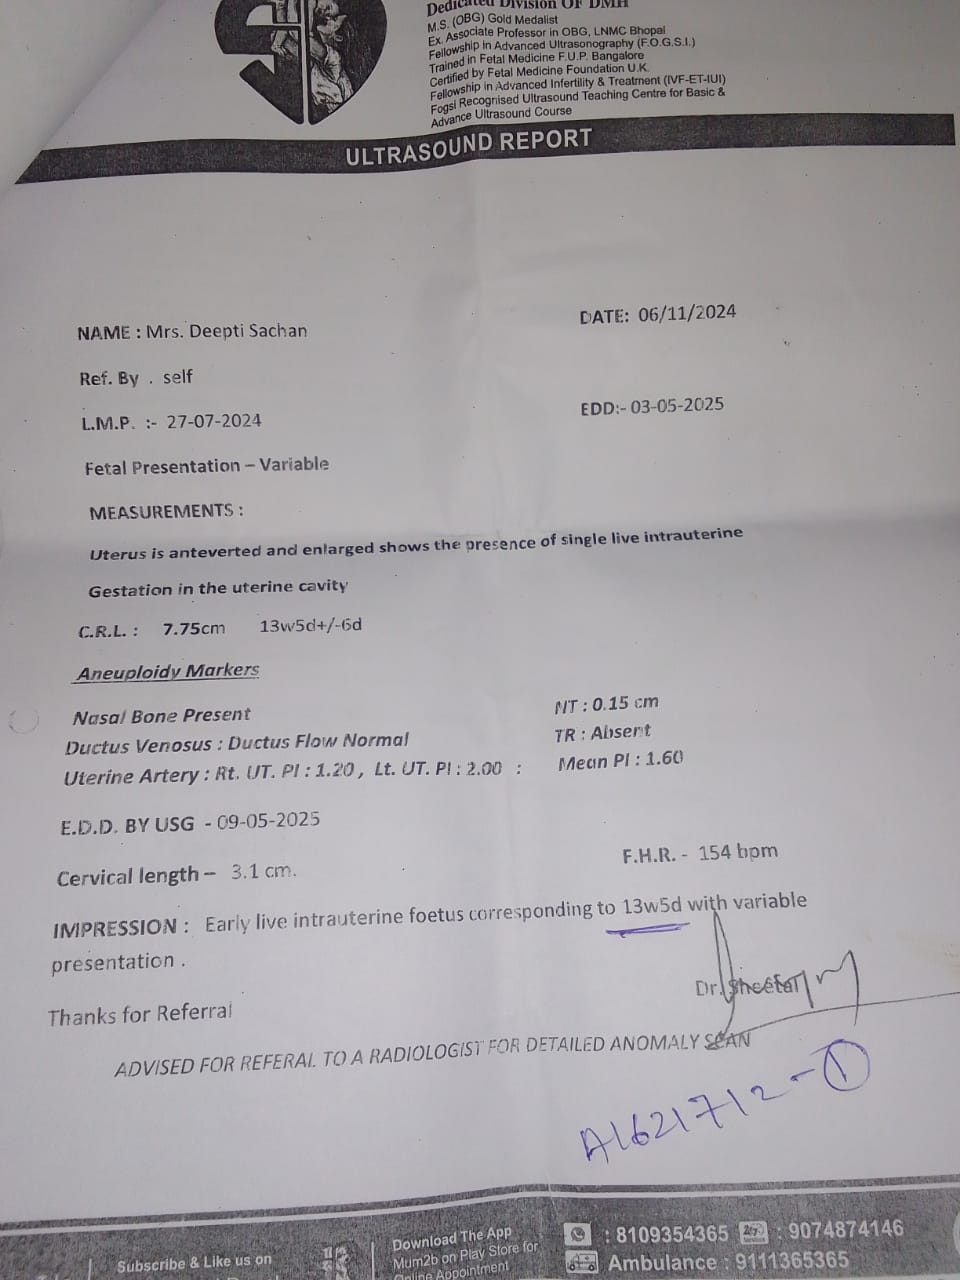 Dedicated Division OF DMH
M.S. (OBG) Gold Medalist
Ex. Associate Professor in OBG, LNMC Bhopal
Fellowship in Advanced Ultrasonography (F.O.G.S.I.)
Trained in Fetal Medicine F.U.P. Bangalore
Certified by Fetal Medicine Foundation U.K.
Fellowship in Advanced Infertility & Treatment (IVF-ET-IUI)
Fogsi Recognised Ultrasound Teaching Centre for Basic &
Advance Ultrasound Course
ULTRASOUND REPORT
NAME : Mrs. Deepti Sachan DATE: 06/11/2024
Ref. By . self
L.M.P. :- 27-07-2024 EDD:- 03-05-2025
Fetal Presentation – Variable
MEASUREMENTS :
Uterus is anteverted and enlarged shows the presence of single live intrauterine
Gestation in the uterine cavity
C.R.L. : 7.75cm 13w5d+/-6d
Aneuploidy Markers
Nasal Bone Present NT : 0.15 cm
Ductus Venosus : Ductus Flow Normal TR : Absent
Uterine Artery : Rt. UT. PI : 1.20 , Lt. UT. PI : 2.00 : Mean PI : 1.60
E.D.D. BY USG - 09-05-2025
Cervical length – 3.1 cm. F.H.R. - 154 bpm
IMPRESSION : Early live intrauterine foetus corresponding to 13w5d with variable
presentation .
Dr. Sheetal
Thanks for Referral
ADVISED FOR REFERAL TO A RADIOLOGIST FOR DETAILED ANOMALY SCAN
A1621712-①
Subscribe & Like us on
Download The App
Mum2b on Play Store for
Online Appointment
: 8109354365 : 9074874146
Ambulance : 9111365365